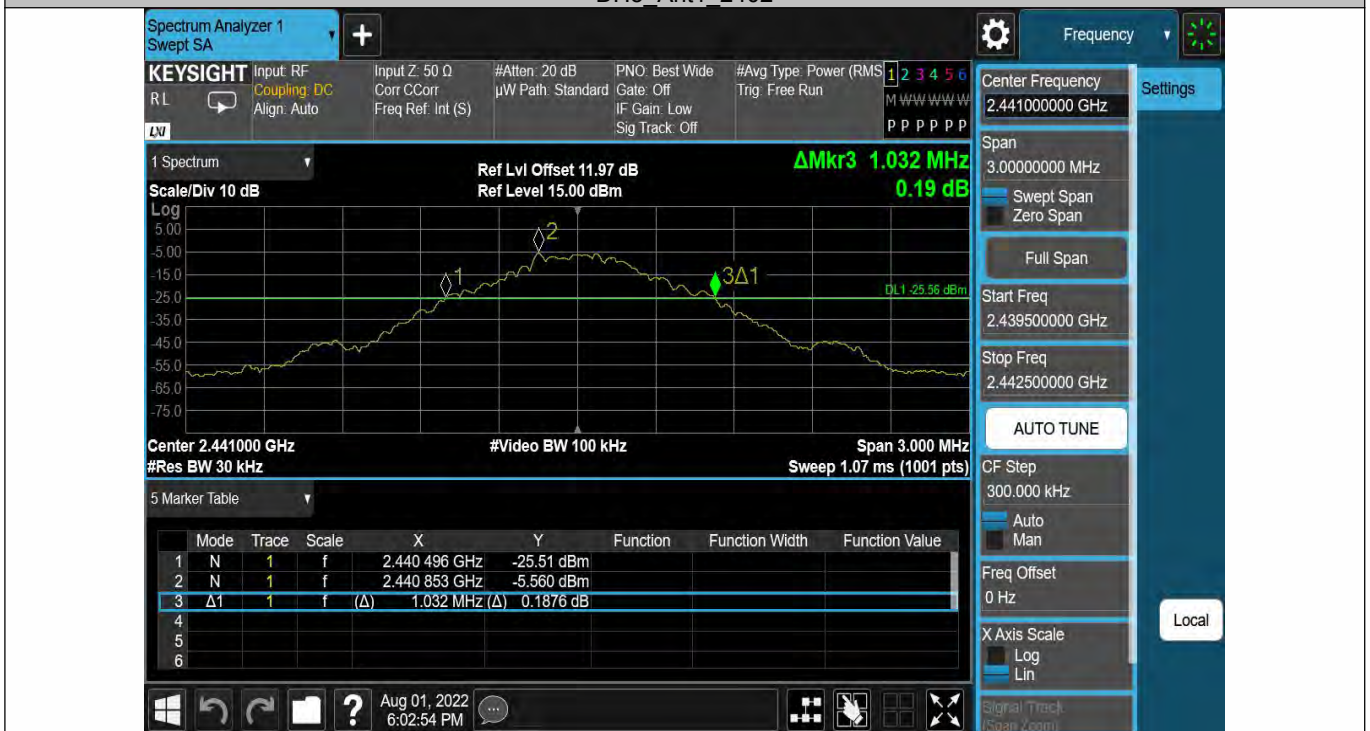 Spectrum Analyzer 1
Swept SA
Frequency
KEYSIGHT
RL
LXI
Input: RF
Coupling: DC
Align: Auto
Input Z: 50 Ω
Corr CCorr
Freq Ref: Int (S)
#Atten: 20 dB
µW Path: Standard
PNO: Best Wide
Gate: Off
IF Gain: Low
Sig Track: Off
#Avg Type: Power (RMS
Trig: Free Run
1 2 3 4 5 6
M W W W W W
P P P P P P
Center Frequency
2.441000000 GHz
Settings
Span
3.00000000 MHz
Swept Span
Zero Span
Full Span
Start Freq
2.439500000 GHz
Stop Freq
2.442500000 GHz
AUTO TUNE
CF Step
300.000 kHz
Auto
Man
Freq Offset
0 Hz
X Axis Scale
Log
Lin
Signal Track
(Span Zoom)
Local
1 Spectrum
Scale/Div 10 dB
Ref Lvl Offset 11.97 dB
Ref Level 15.00 dBm
ΔMkr3 1.032 MHz
0.19 dB
Log
5.00
-5.00
-15.0
-25.0
-35.0
-45.0
-55.0
-65.0
-75.0
1
2
3Δ1
DL1 -25.56 dBm
Center 2.441000 GHz
#Res BW 30 kHz
#Video BW 100 kHz
Span 3.000 MHz
Sweep 1.07 ms (1001 pts)
5 Marker Table
Mode Trace Scale X Y Function Function Width Function Value
1 N 1 f 2.440 496 GHz -25.51 dBm
2 N 1 f 2.440 853 GHz -5.560 dBm
3 Δ1 1 f (Δ) 1.032 MHz (Δ) 0.1876 dB
4
5
6
?
Aug 01, 2022
6:02:54 PM